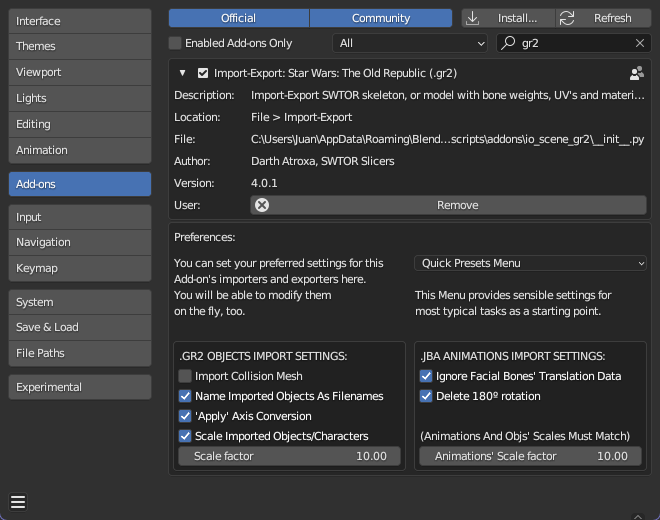 Interface
Themes
Viewport
Lights
Editing
Animation
Add-ons
Input
Navigation
Keymap
System
Save & Load
File Paths
Experimental
Official Community Install... Refresh
Enabled Add-ons Only All gr2
Import-Export: Star Wars: The Old Republic (.gr2)
Description: Import-Export SWTOR skeleton, or model with bone weights, UV's and materi...
Location: File > Import-Export
File: C:\Users\Juan\AppData\Roaming\Blend...scripts\addons\io_scene_gr2\__init__.py
Author: Darth Atroxa, SWTOR Slicers
Version: 4.0.1
User: Remove
Preferences:
You can set your preferred settings for this
Add-on's importers and exporters here.
You will be able to modify them
on the fly, too.
Quick Presets Menu
This Menu provides sensible settings for
most typical tasks as a starting point.
.GR2 OBJECTS IMPORT SETTINGS:
Import Collision Mesh
Name Imported Objects As Filenames
'Apply' Axis Conversion
Scale Imported Objects/Characters
Scale factor 10.00
.JBA ANIMATIONS IMPORT SETTINGS:
Ignore Facial Bones' Translation Data
Delete 180º rotation
(Animations And Objs' Scales Must Match)
Animations' Scale factor 10.00